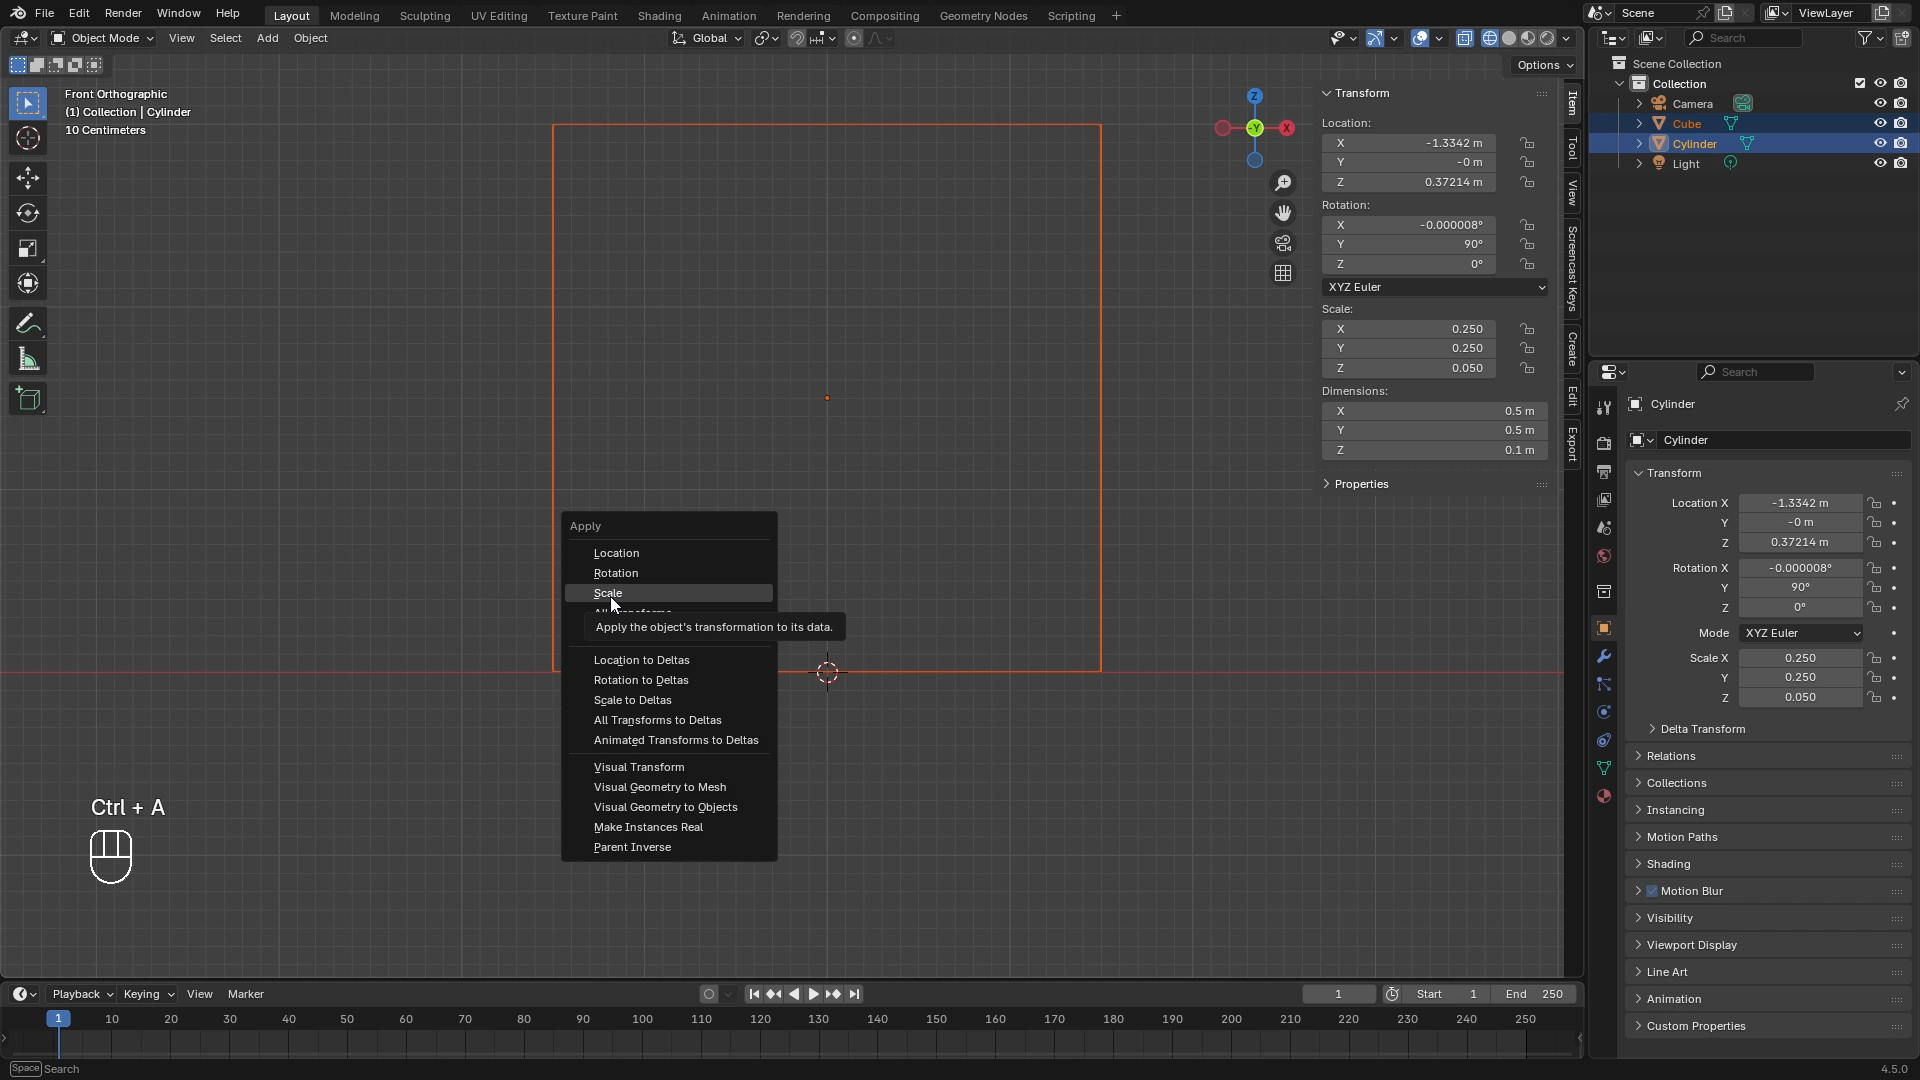 File Edit Render Window Help Layout Modeling Sculpting UV Editing Texture Paint Shading Animation Rendering Compositing Geometry Nodes Scripting + Scene ViewLayer
Object Mode View Select Add Object Global Search
Options
Front Orthographic
(1) Collection | Cylinder
10 Centimeters
Z
-Y
X
Transform
Location:
X -1.3342 m
Y -0 m
Z 0.37214 m
Rotation:
X -0.000008°
Y 90°
Z 0°
XYZ Euler
Scale:
X 0.250
Y 0.250
Z 0.050
Dimensions:
X 0.5 m
Y 0.5 m
Z 0.1 m
Properties
Item
Tool
View
Screencast Keys
Create
Edit
Export
Scene Collection
Collection
Camera
Cube
Cylinder
Light
Search
Cylinder
Cylinder
Transform
Location X -1.3342 m
Y -0 m
Z 0.37214 m
Rotation X -0.000008°
Y 90°
Z 0°
Mode XYZ Euler
Scale X 0.250
Y 0.250
Z 0.050
Delta Transform
Relations
Collections
Instancing
Motion Paths
Shading
Motion Blur
Visibility
Viewport Display
Line Art
Animation
Custom Properties
Apply
Location
Rotation
Scale
Apply the object's transformation to its data.
Location to Deltas
Rotation to Deltas
Scale to Deltas
All Transforms to Deltas
Animated Transforms to Deltas
Visual Transform
Visual Geometry to Mesh
Visual Geometry to Objects
Make Instances Real
Parent Inverse
Ctrl + A
Playback Keying View Marker 1 Start 1 End 250
1 10 20 30 40 50 60 70 80 90 100 110 120 130 140 150 160 170 180 190 200 210 220 230 240 250
Space Search 4.5.0